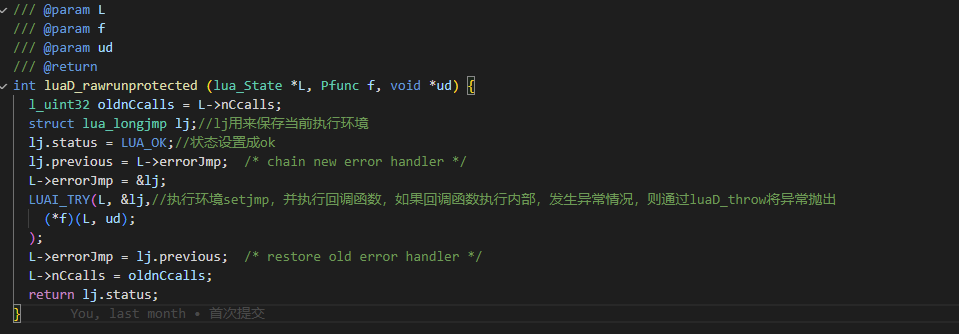 /// @param L
/// @param f
/// @param ud
/// @return
int luaD_rawrunprotected (lua_State *L, Pfunc f, void *ud) {
l_uint32 oldnCcalls = L->nCcalls;
struct lua_longjmp lj;//lj用来保存当前执行环境
lj.status = LUA_OK;//状态设置成ok
lj.previous = L->errorJmp;  /* chain new error handler */
L->errorJmp = &lj;
LUAI_TRY(L, &lj,//执行环境setjmp，并执行回调函数，如果回调函数执行内部，发生异常情况，则通过luaD_throw将异常抛出
(*f)(L, ud);
);
L->errorJmp = lj.previous;  /* restore old error handler */
L->nCcalls = oldnCcalls;
return lj.status;
}      You, last month • 首次提交